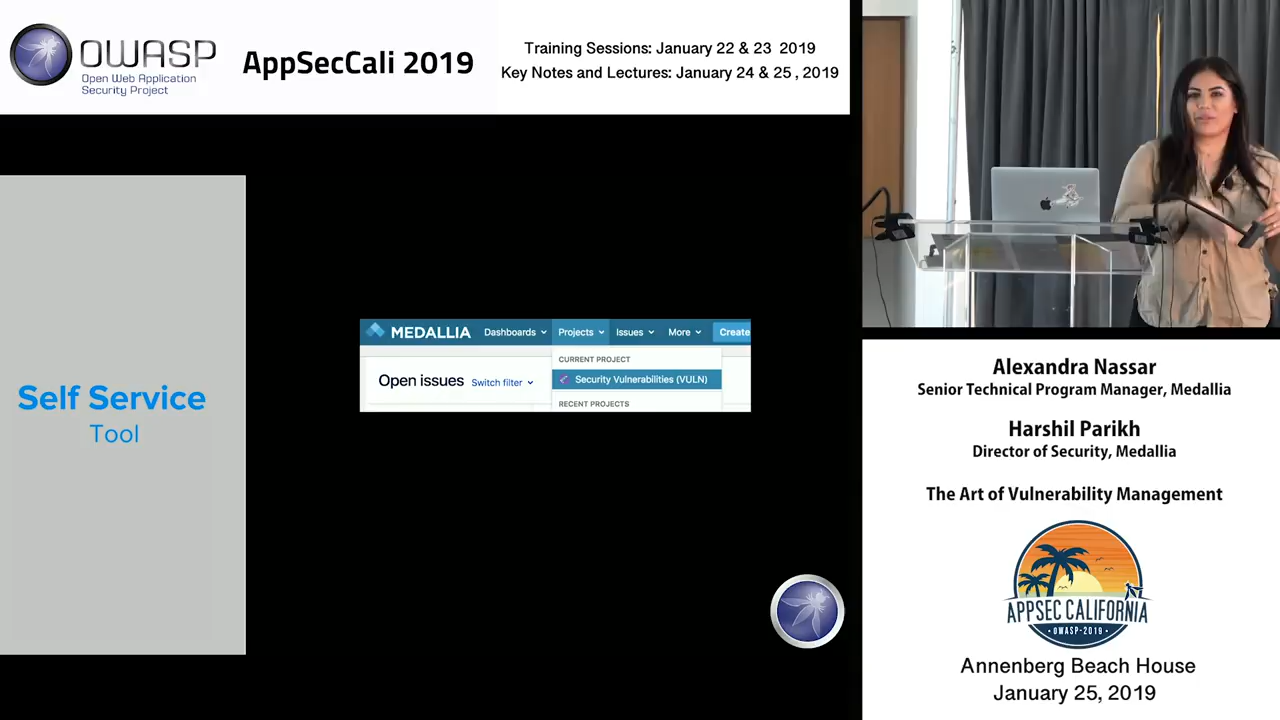 OWASP
Open Web Application
Security Project
AppSecCali 2019
Training Sessions: January 22 & 23 2019
Key Notes and Lectures: January 24 & 25 , 2019
Self Service
Tool
MEDALLIA Dashboards Projects Issues More Create
CURRENT PROJECT
Open issues Switch filter Security Vulnerabilities (VULN)
RECENT PROJECTS
Alexandra Nassar
Senior Technical Program Manager, Medallia
Harshil Parikh
Director of Security, Medallia
The Art of Vulnerability Management
APPSEC CALIFORNIA
• OWASP-2019 •
Annenberg Beach House
January 25, 2019